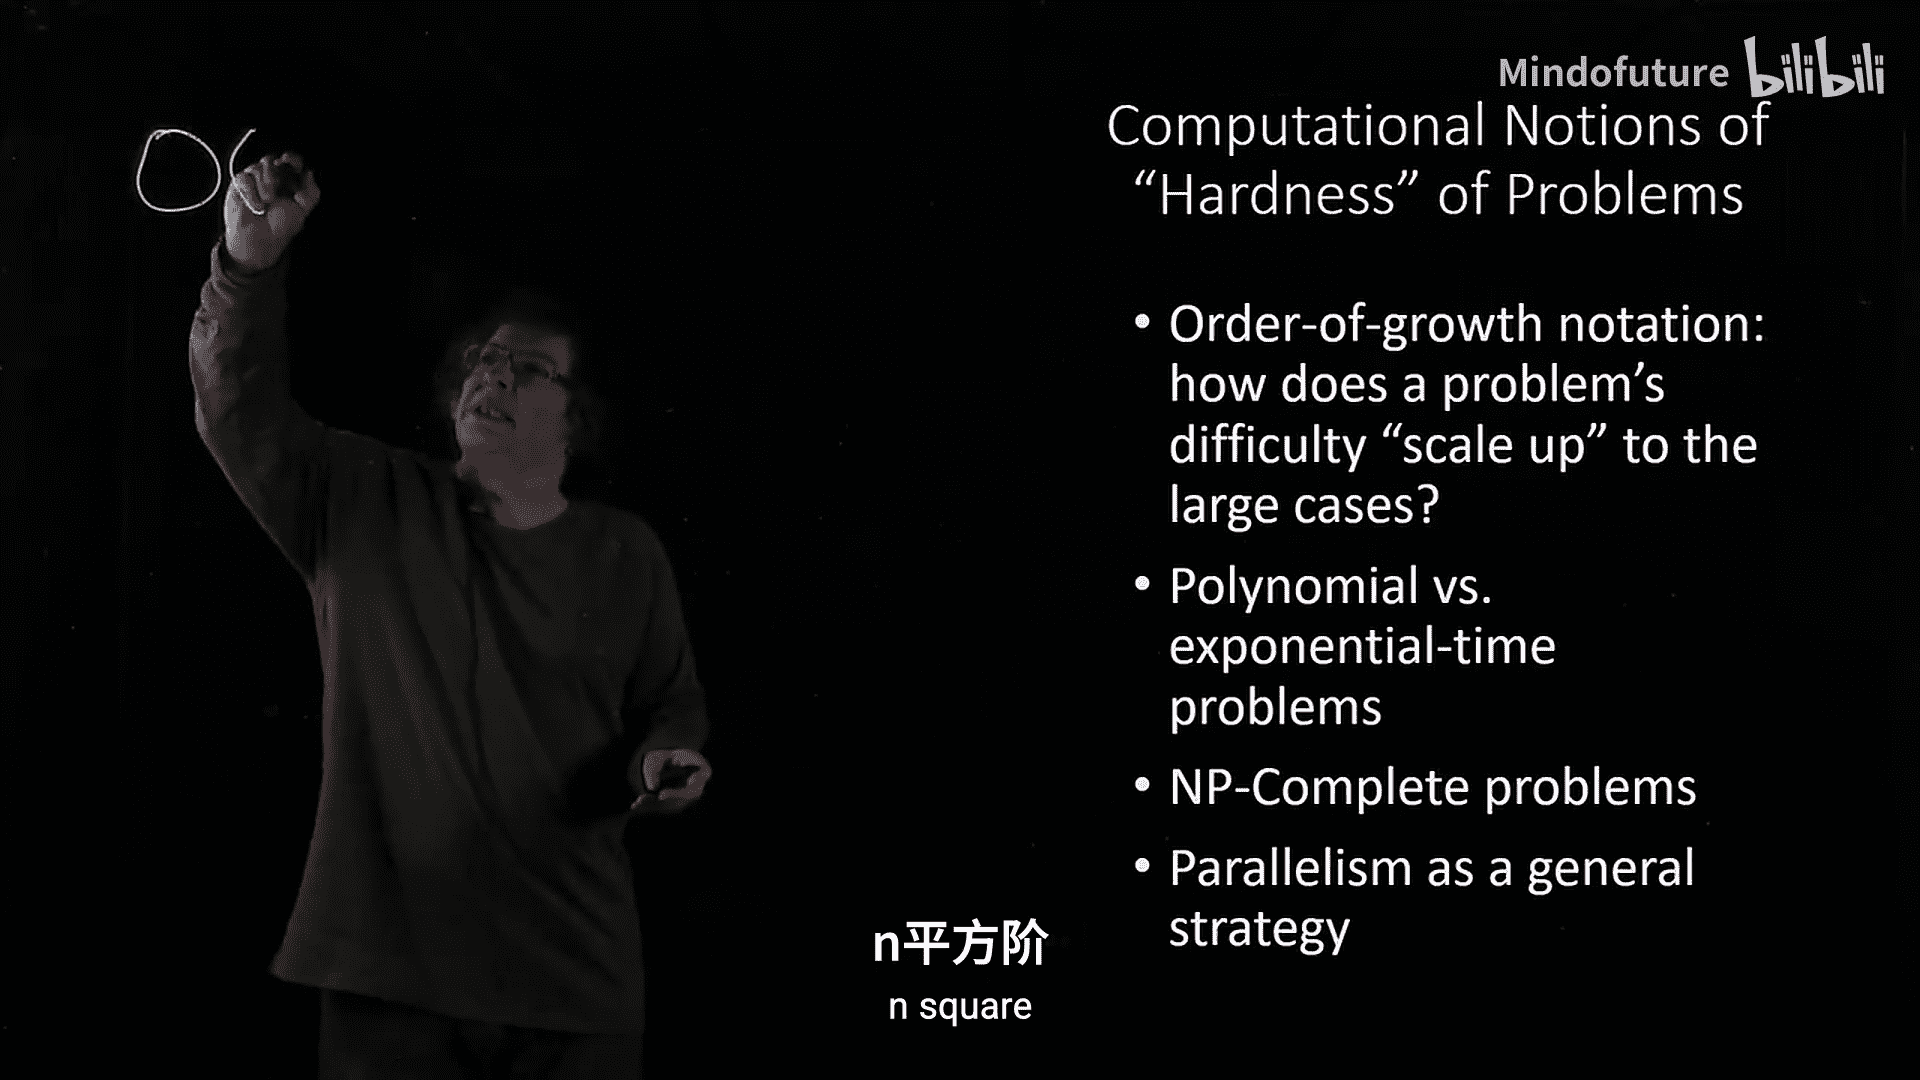 Mindofuture bilibili
O(
Computational Notions of
“Hardness” of Problems
• Order-of-growth notation:
how does a problem’s
difficulty “scale up” to the
large cases?
• Polynomial vs.
exponential-time
problems
• NP-Complete problems
• Parallelism as a general
strategy
n平方阶
n square